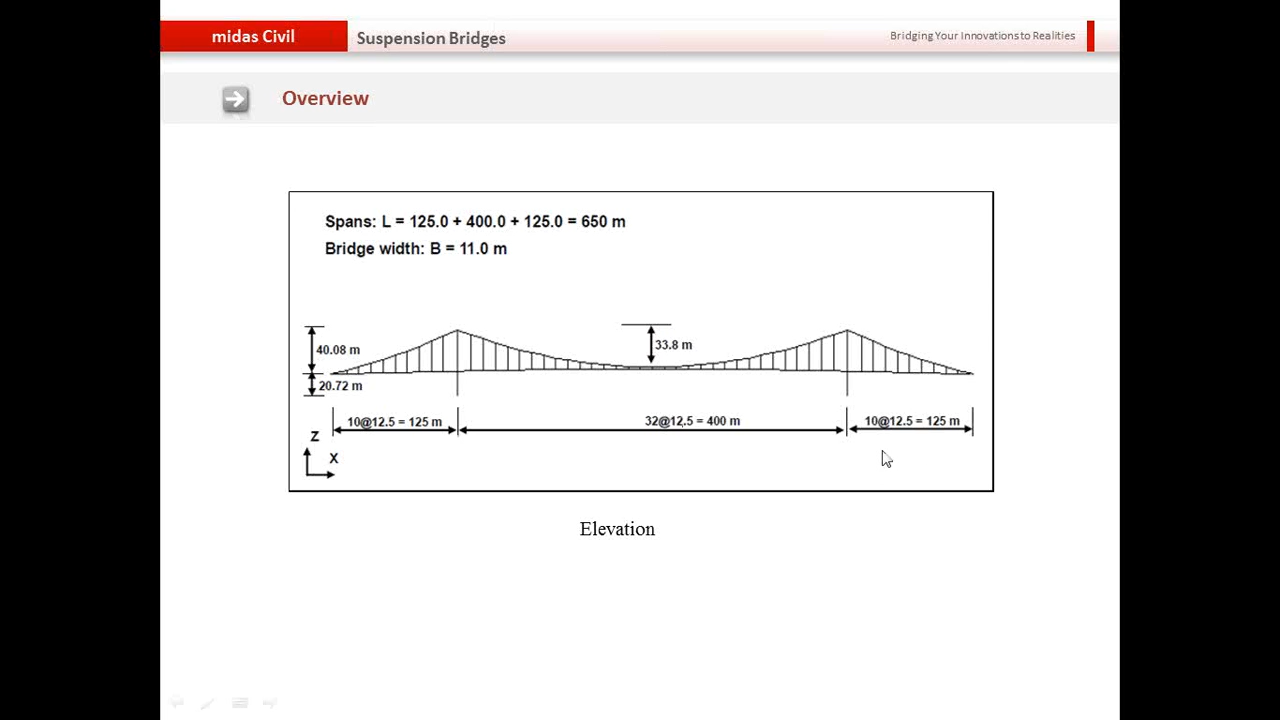 midas Civil
Suspension Bridges
Bridging Your Innovations to Realities
Overview
Spans: L = 125.0 + 400.0 + 125.0 = 650 m
Bridge width: B = 11.0 m
40.08 m
33.8 m
20.72 m
10@12.5 = 125 m
32@12.5 = 400 m
10@12.5 = 125 m
Z
X
Elevation